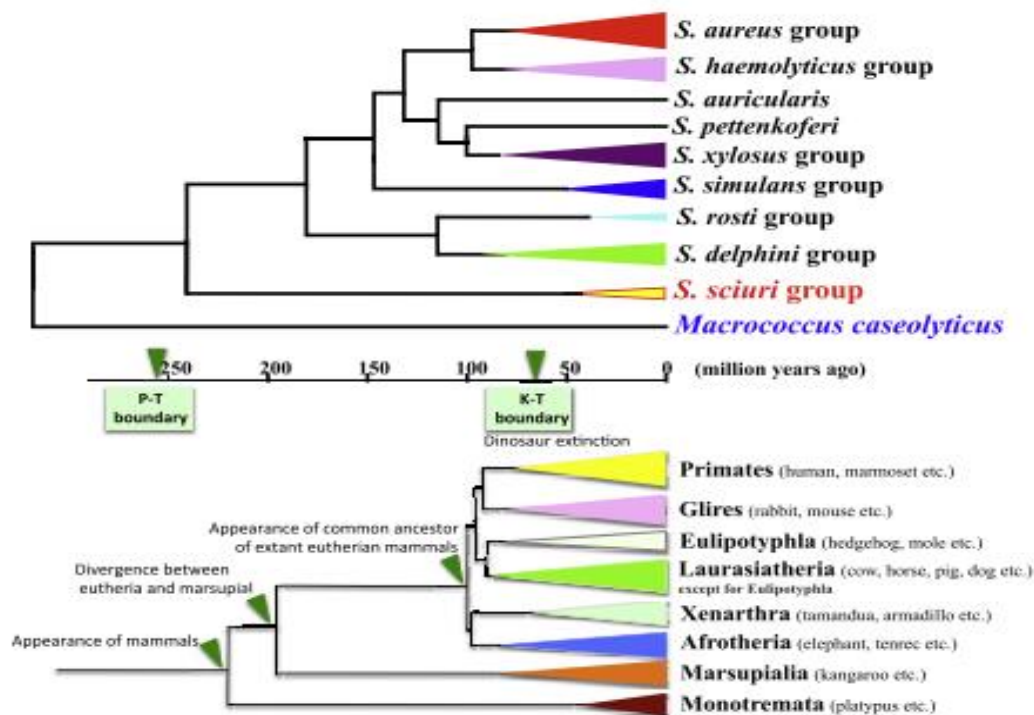 S. aureus group
S. haemolyticus group
S. auricularis
S. pettenkoferi
S. xylosus group
S. simulans group
S. rosti group
S. delphini group
S. sciuri group
Macrococcus caseolyticus
250 200 150 100 50 0 (million years ago)
P-T
boundary
K-T
boundary
Dinosaur extinction
Primates (human, marmoset etc.)
Glires (rabbit, mouse etc.)
Appearance of common ancestor
of extant eutherian mammals
Eulipotyphla (hedgehog, mole etc.)
Laurasiatheria (cow, horse, pig, dog etc.)
except for Eulipotyphla
Divergence between
eutheria and marsupial
Xenarthra (tamandua, armadillo etc.)
Appearance of mammals
Afrotheria (elephant, tenrec etc.)
Marsupialia (kangaroo etc.)
Monotremata (platypus etc.)